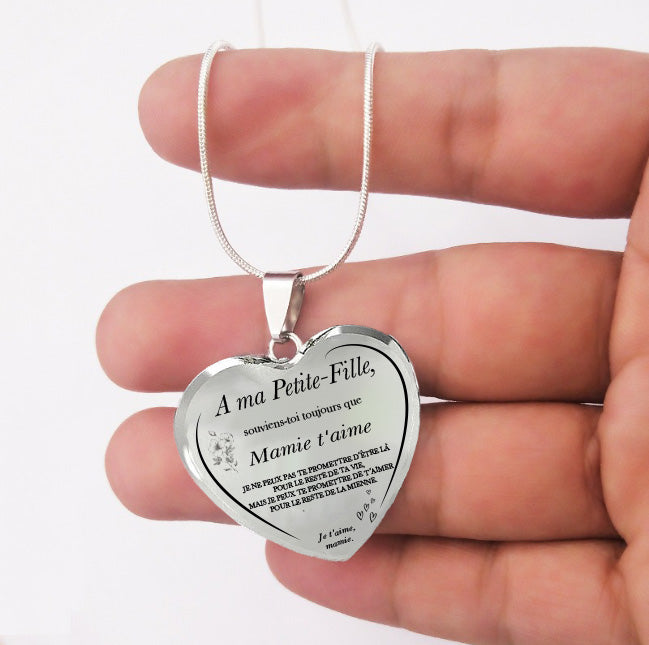 A ma Petite-Fille,
souviens-toi toujours que
Mamie t'aime
JE NE PEUX PAS TE PROMETTRE D'ÊTRE LÀ
POUR LE RESTE DE TA VIE,
MAIS JE PEUX TE PROMETTRE DE T'AIMER
POUR LE RESTE DE LA MIENNE.
Je t'aime,
mamie.